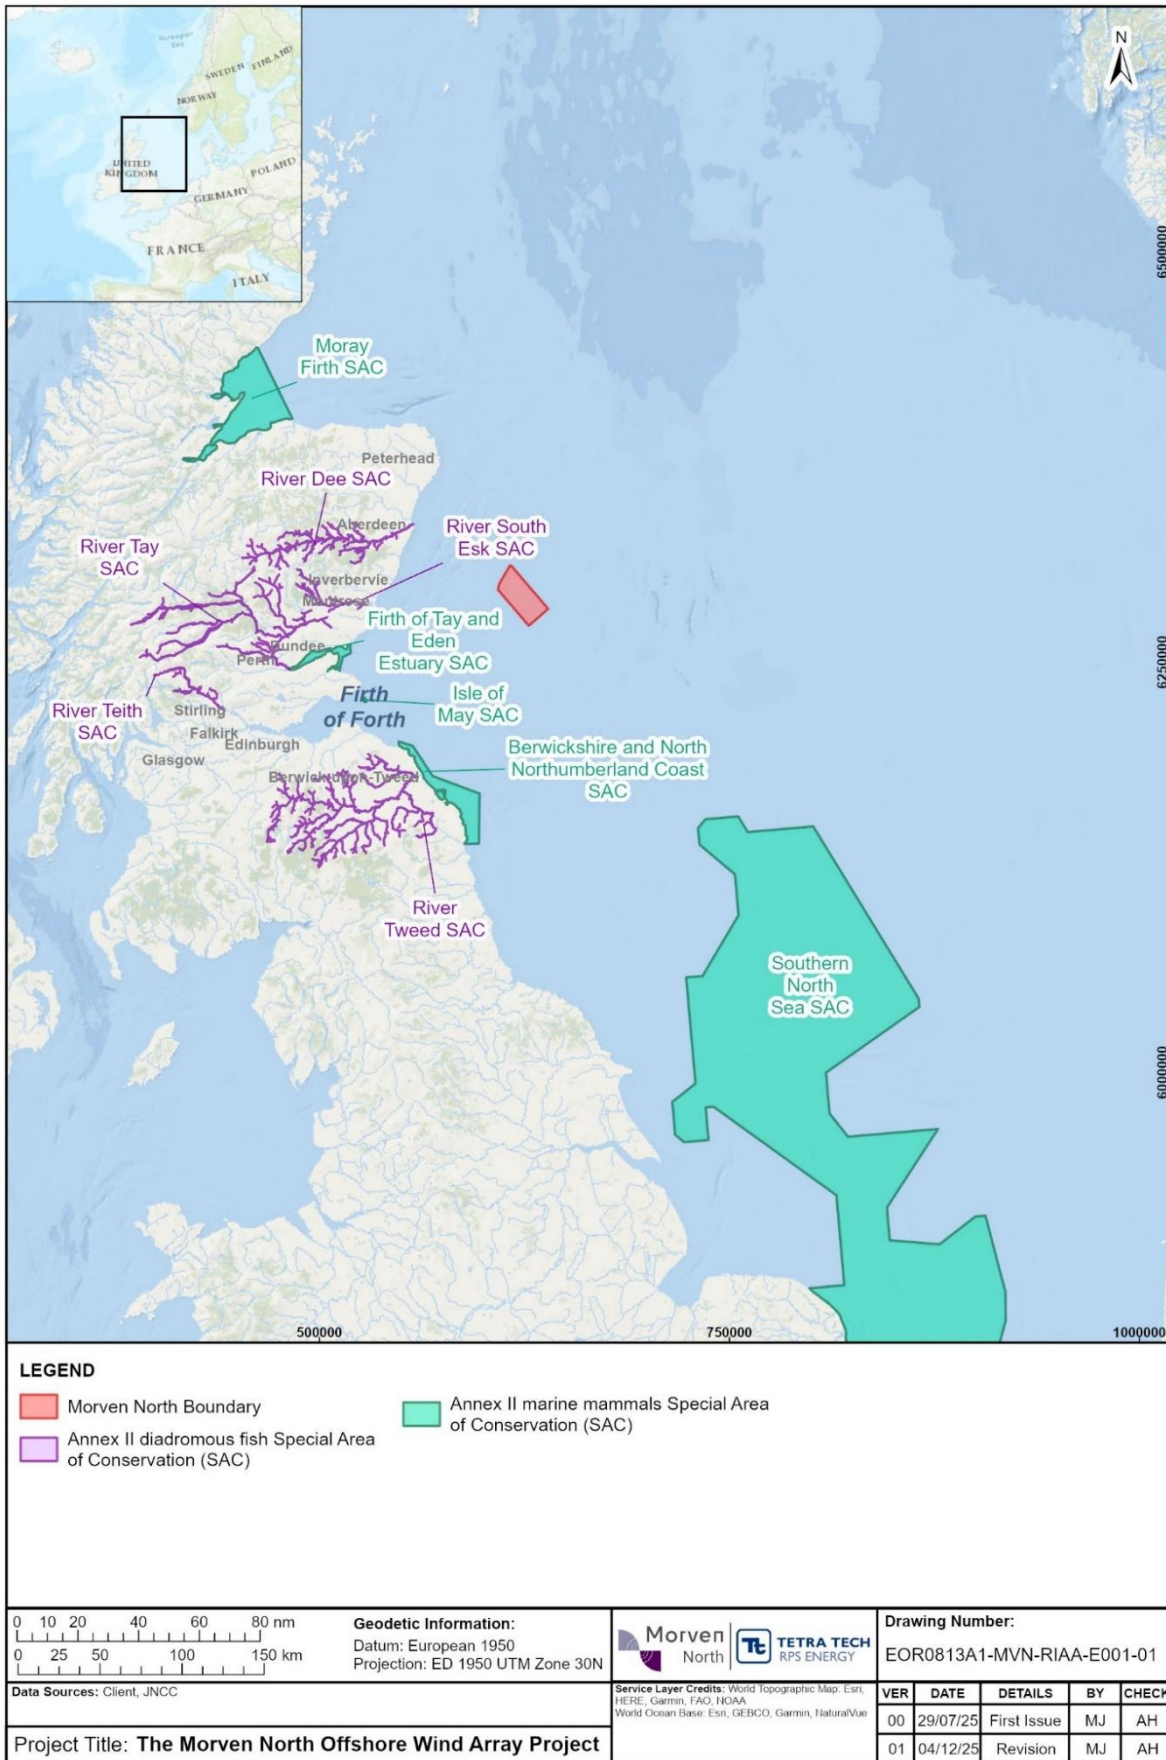 Norwegian
Sea
SWEDEN
FINLAND
NORWAY
UNITED
KINGDOM
POLAND
GERMANY
FRANCE
ITALY
N
6500000
Moray
Firth SAC
Peterhead
River Dee SAC
Aberdeen
River South
Esk SAC
River Tay
SAC
Inverbervie
Montrose
Firth of Tay and
Eden
Estuary SAC
Dundee
Perth
6250000
Firth
of Forth
Isle of
May SAC
River Teith
SAC
Stirling
Falkirk
Edinburgh
Glasgow
Berwickshire and North
Northumberland Coast
SAC
Berwick-upon-Tweed
River
Tweed SAC
Southern
North
Sea SAC
6000000
500000
750000
1000000
LEGEND
Morven North Boundary
Annex II diadromous fish Special Area
of Conservation (SAC)
Annex II marine mammals Special Area
of Conservation (SAC)
0 10 20 40 60 80 nm
0 25 50 100 150 km
Geodetic Information:
Datum: European 1950
Projection: ED 1950 UTM Zone 30N
Morven
North
Tt
TETRA TECH
RPS ENERGY
Drawing Number:
EOR0813A1-MVN-RIAA-E001-01
Data Sources: Client, JNCC
Service Layer Credits: World Topographic Map: Esri,
HERE, Garmin, FAO, NOAA
World Ocean Base: Esri, GEBCO, Garmin, NaturalVue
VER DATE DETAILS BY CHECK
00 29/07/25 First Issue MJ AH
01 04/12/25 Revision MJ AH
Project Title: The Morven North Offshore Wind Array Project